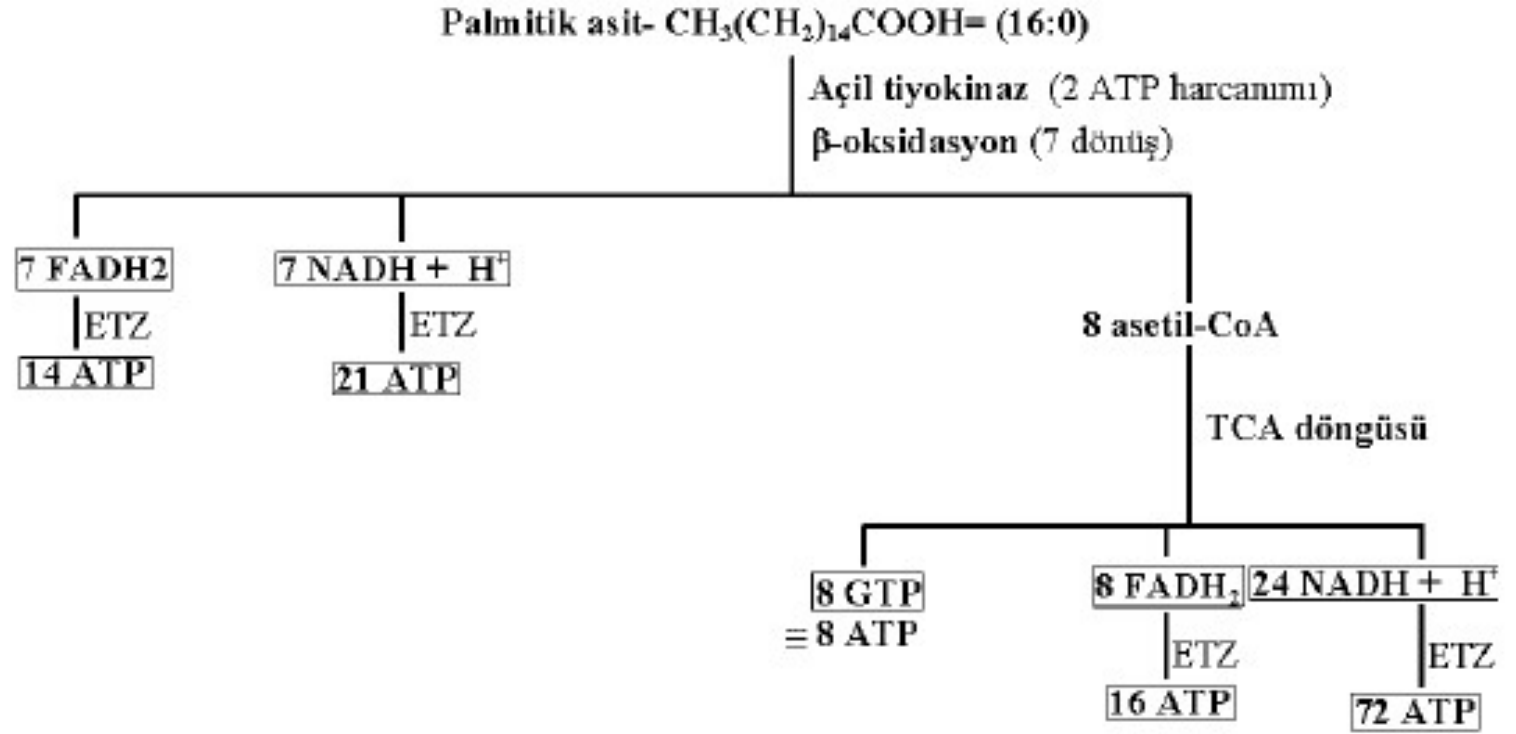 Palmitik asit- CH₃(CH₂)₁₄COOH= (16:0)
Açil tiyokinaz (2 ATP harcanımı)
β-oksidasyon (7 dönüş)
7 FADH2
7 NADH + H⁺
ETZ
ETZ
14 ATP
21 ATP
8 asetil-CoA
TCA döngüsü
8 GTP
≡ 8 ATP
8 FADH₂
24 NADH + H⁺
ETZ
ETZ
16 ATP
72 ATP